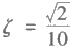 ζ = √2/10